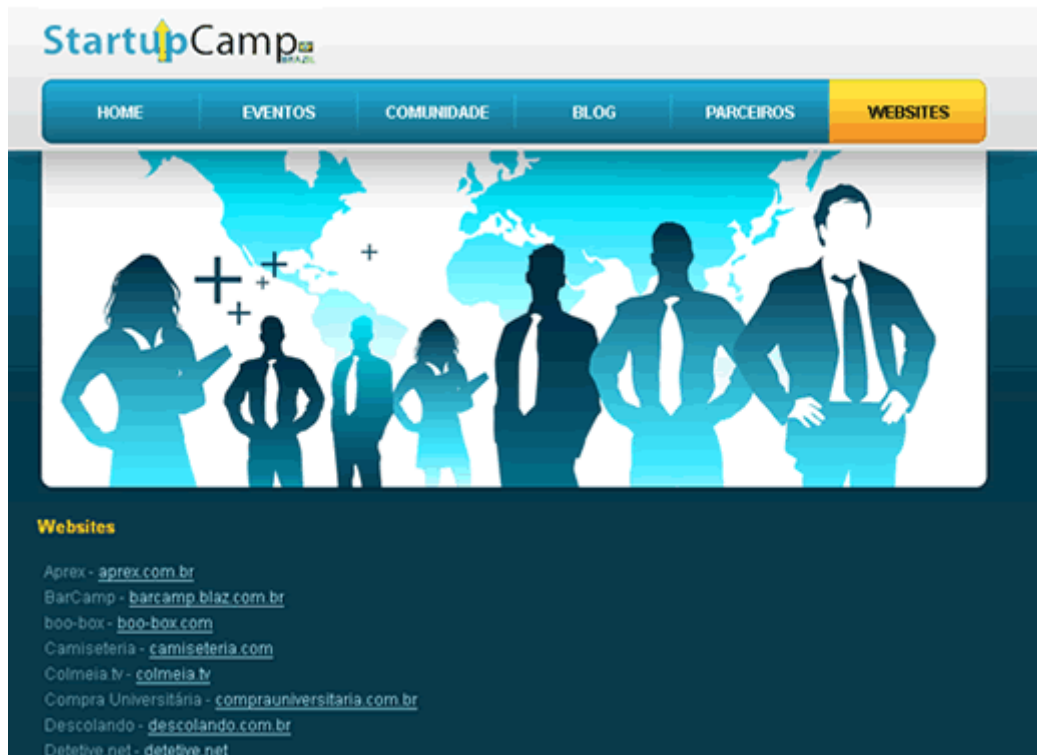 StartupCamp
BRAZIL
HOME EVENTOS COMUNIDADE BLOG PARCEIROS WEBSITES
Websites
Aprex - aprex.com.br
BarCamp - barcamp.blaz.com.br
boo-box - boo-box.com
Camiseteria - camiseteria.com
Colmeia.tv - colmeia.tv
Compra Universitária - comprauniversitaria.com.br
Descolando - descolando.com.br
Detetive.net - detetive.net